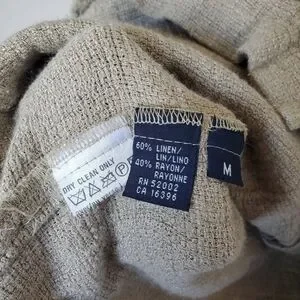 DRY CLEAN ONLY
60% LINEN/
LIN/LINO
40% RAYON/
RAYONNE
RN 52002
CA 16396
M